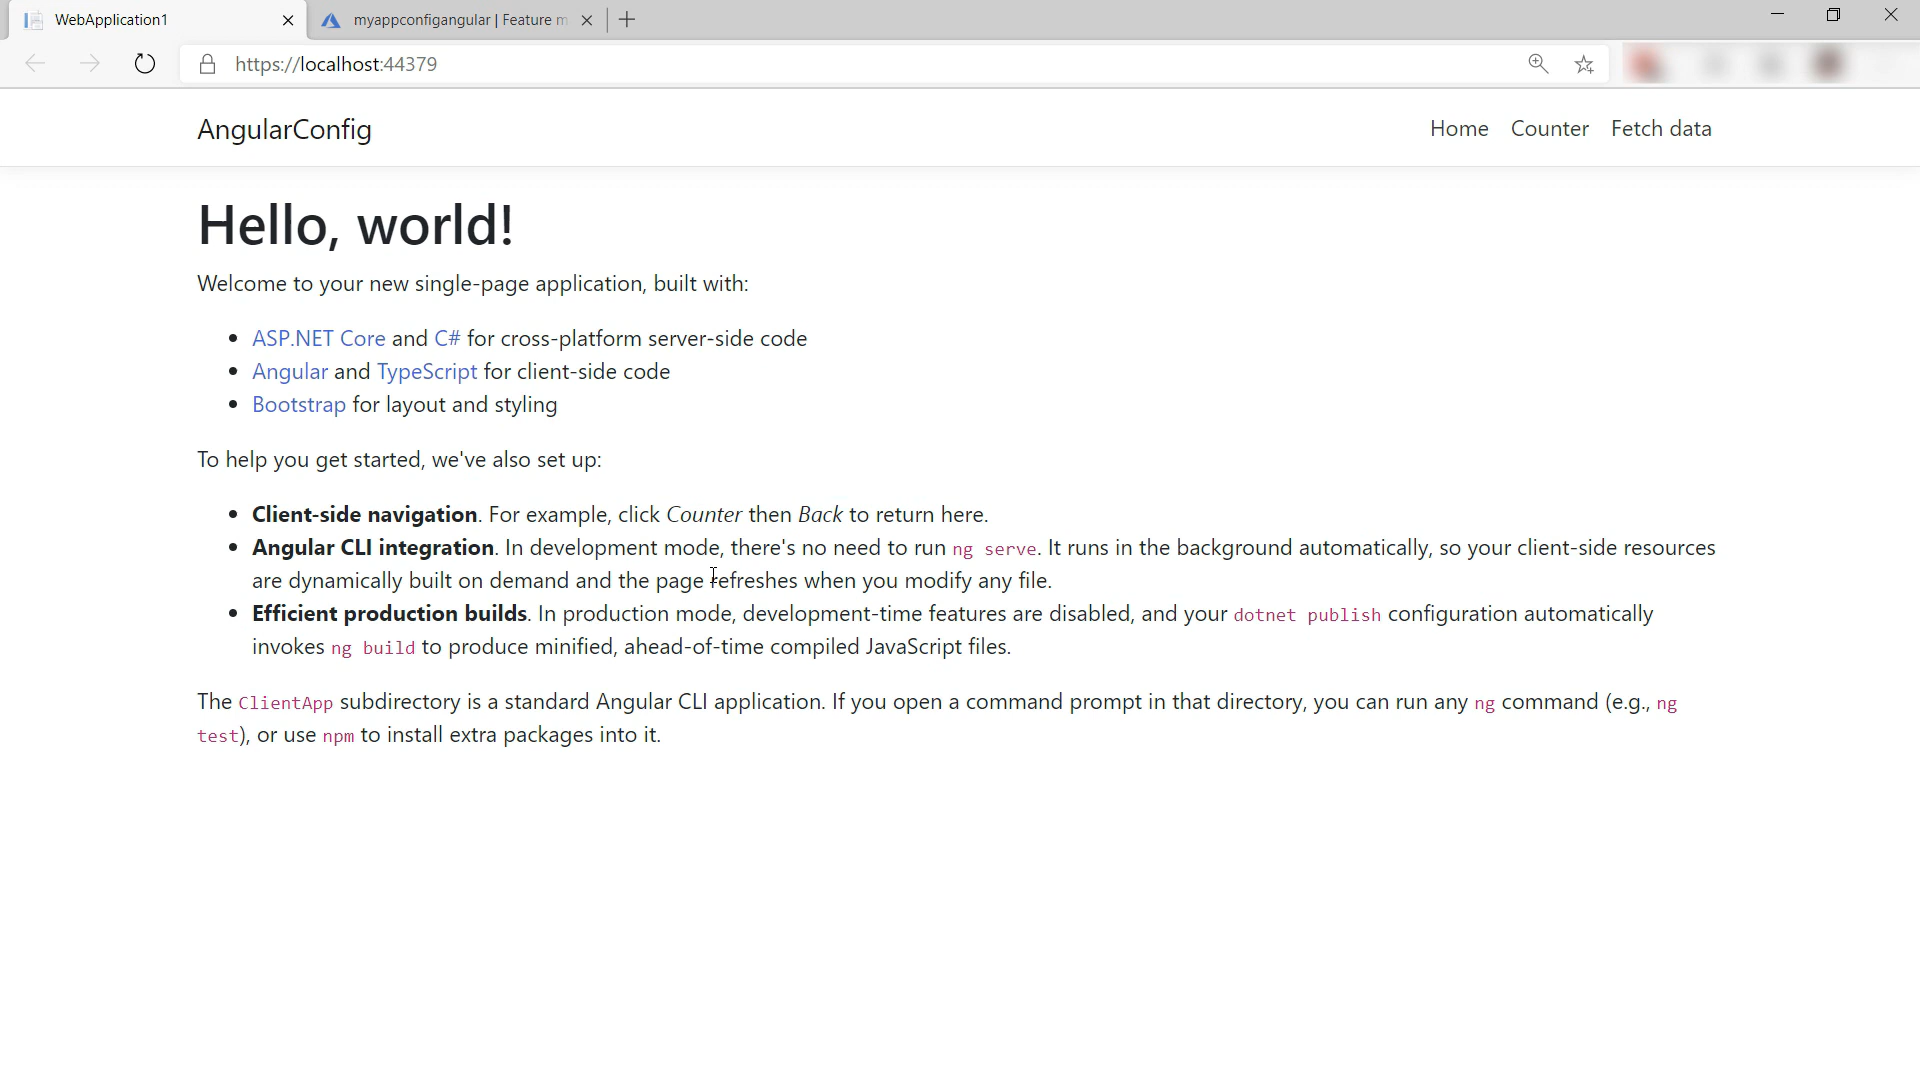 WebApplication1
myappconfigangular | Feature m
https://localhost:44379
AngularConfig
Home Counter Fetch data
Hello, world!
Welcome to your new single-page application, built with:
ASP.NET Core and C# for cross-platform server-side code
Angular and TypeScript for client-side code
Bootstrap for layout and styling
To help you get started, we've also set up:
Client-side navigation. For example, click Counter then Back to return here.
Angular CLI integration. In development mode, there's no need to run ng serve. It runs in the background automatically, so your client-side resources
are dynamically built on demand and the page refreshes when you modify any file.
Efficient production builds. In production mode, development-time features are disabled, and your dotnet publish configuration automatically
invokes ng build to produce minified, ahead-of-time compiled JavaScript files.
The ClientApp subdirectory is a standard Angular CLI application. If you open a command prompt in that directory, you can run any ng command (e.g., ng
test), or use npm to install extra packages into it.